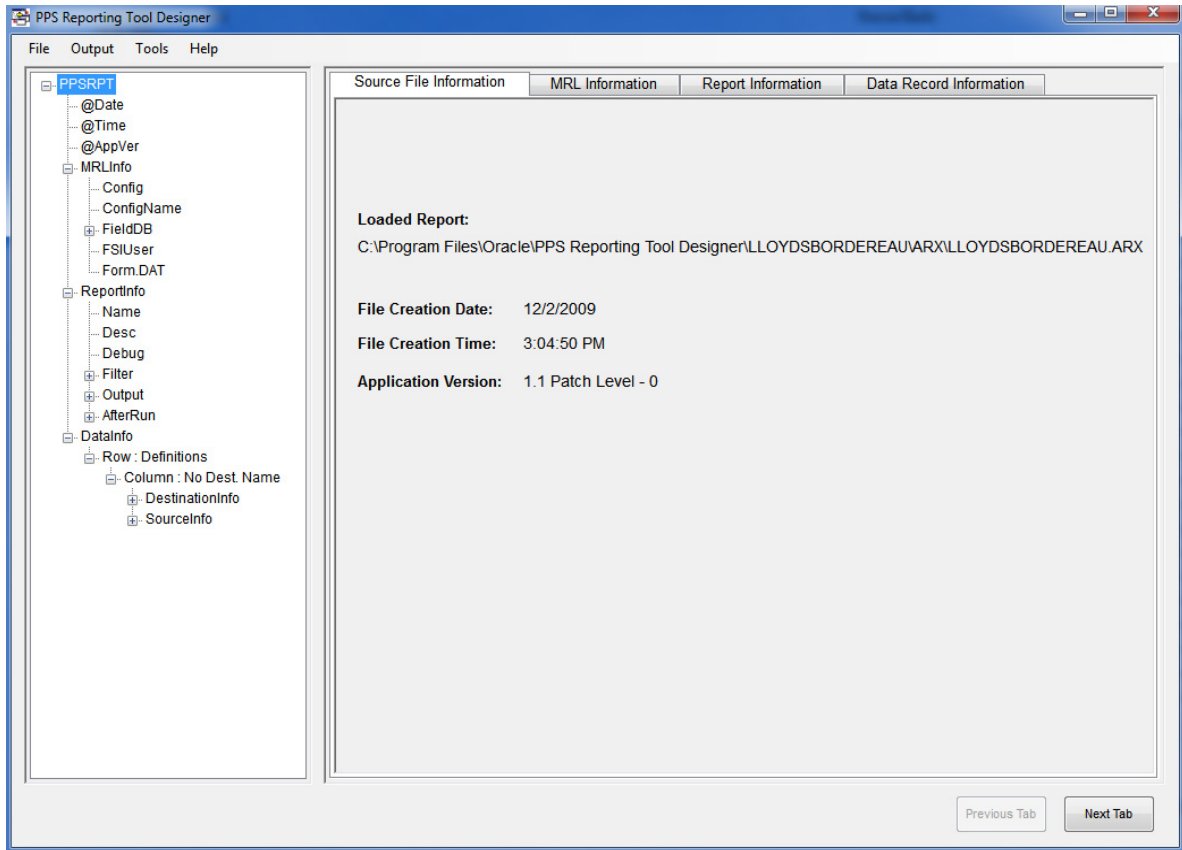 PPS Reporting Tool Designer
File Output Tools Help
PPSRPT
@Date
@Time
@AppVer
MRLInfo
Config
ConfigName
FieldDB
FSIUser
Form.DAT
ReportInfo
Name
Desc
Debug
Filter
Output
AfterRun
DataInfo
Row : Definitions
Column : No Dest. Name
DestinationInfo
SourceInfo
Source File Information MRL Information Report Information Data Record Information
Loaded Report:
C:\Program Files\Oracle\PPS Reporting Tool Designer\LLOYDSBORDEREAU\ARX\LLOYDSBORDEREAU.ARX
File Creation Date: 12/2/2009
File Creation Time: 3:04:50 PM
Application Version: 1.1 Patch Level - 0
Previous Tab Next Tab